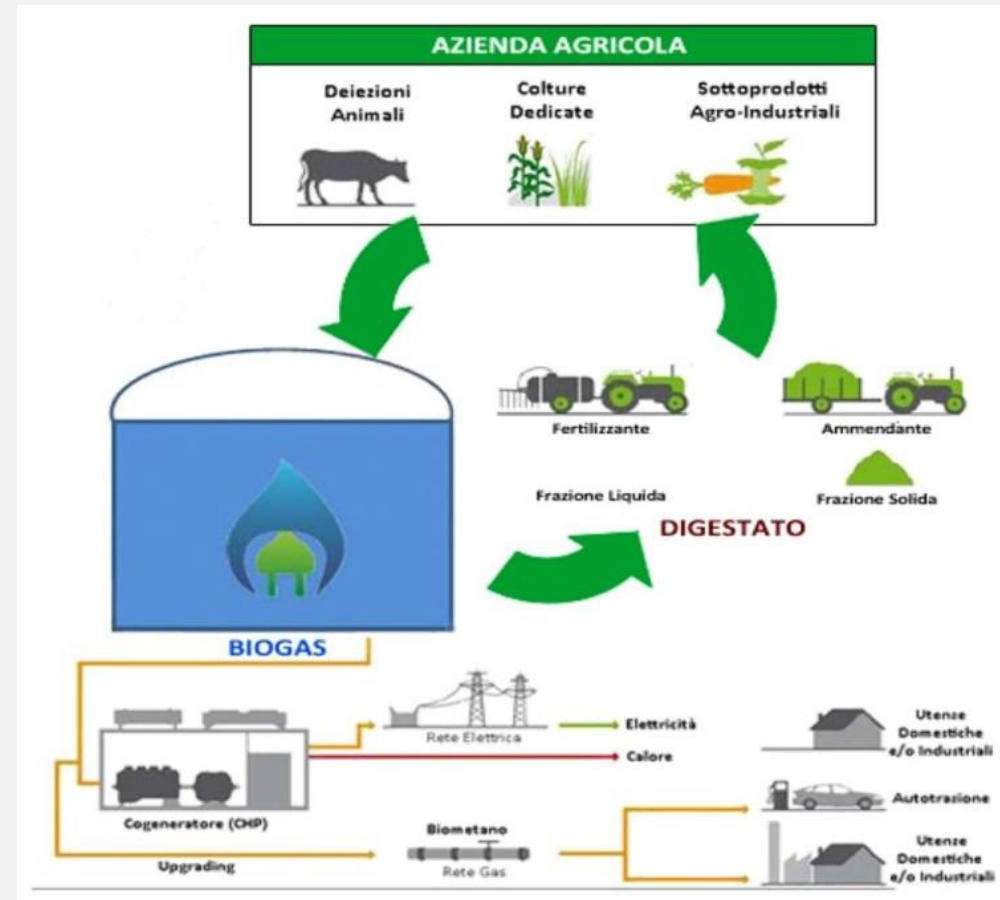 AZIENDA AGRICOLA
Deiezioni
Animali
Colture
Dedicate
Sottoprodotti
Agro-Industriali
Fertilizzante
Ammendante
Frazione Liquida
Frazione Solida
DIGESTATO
BIOGAS
Rete Elettrica
Elettricità
Calore
Utenze
Domestiche
e/o Industriali
Cogeneratore (CHP)
Autotrazione
Biometano
Rete Gas
Upgrading
Utenze
Domestiche
e/o Industriali